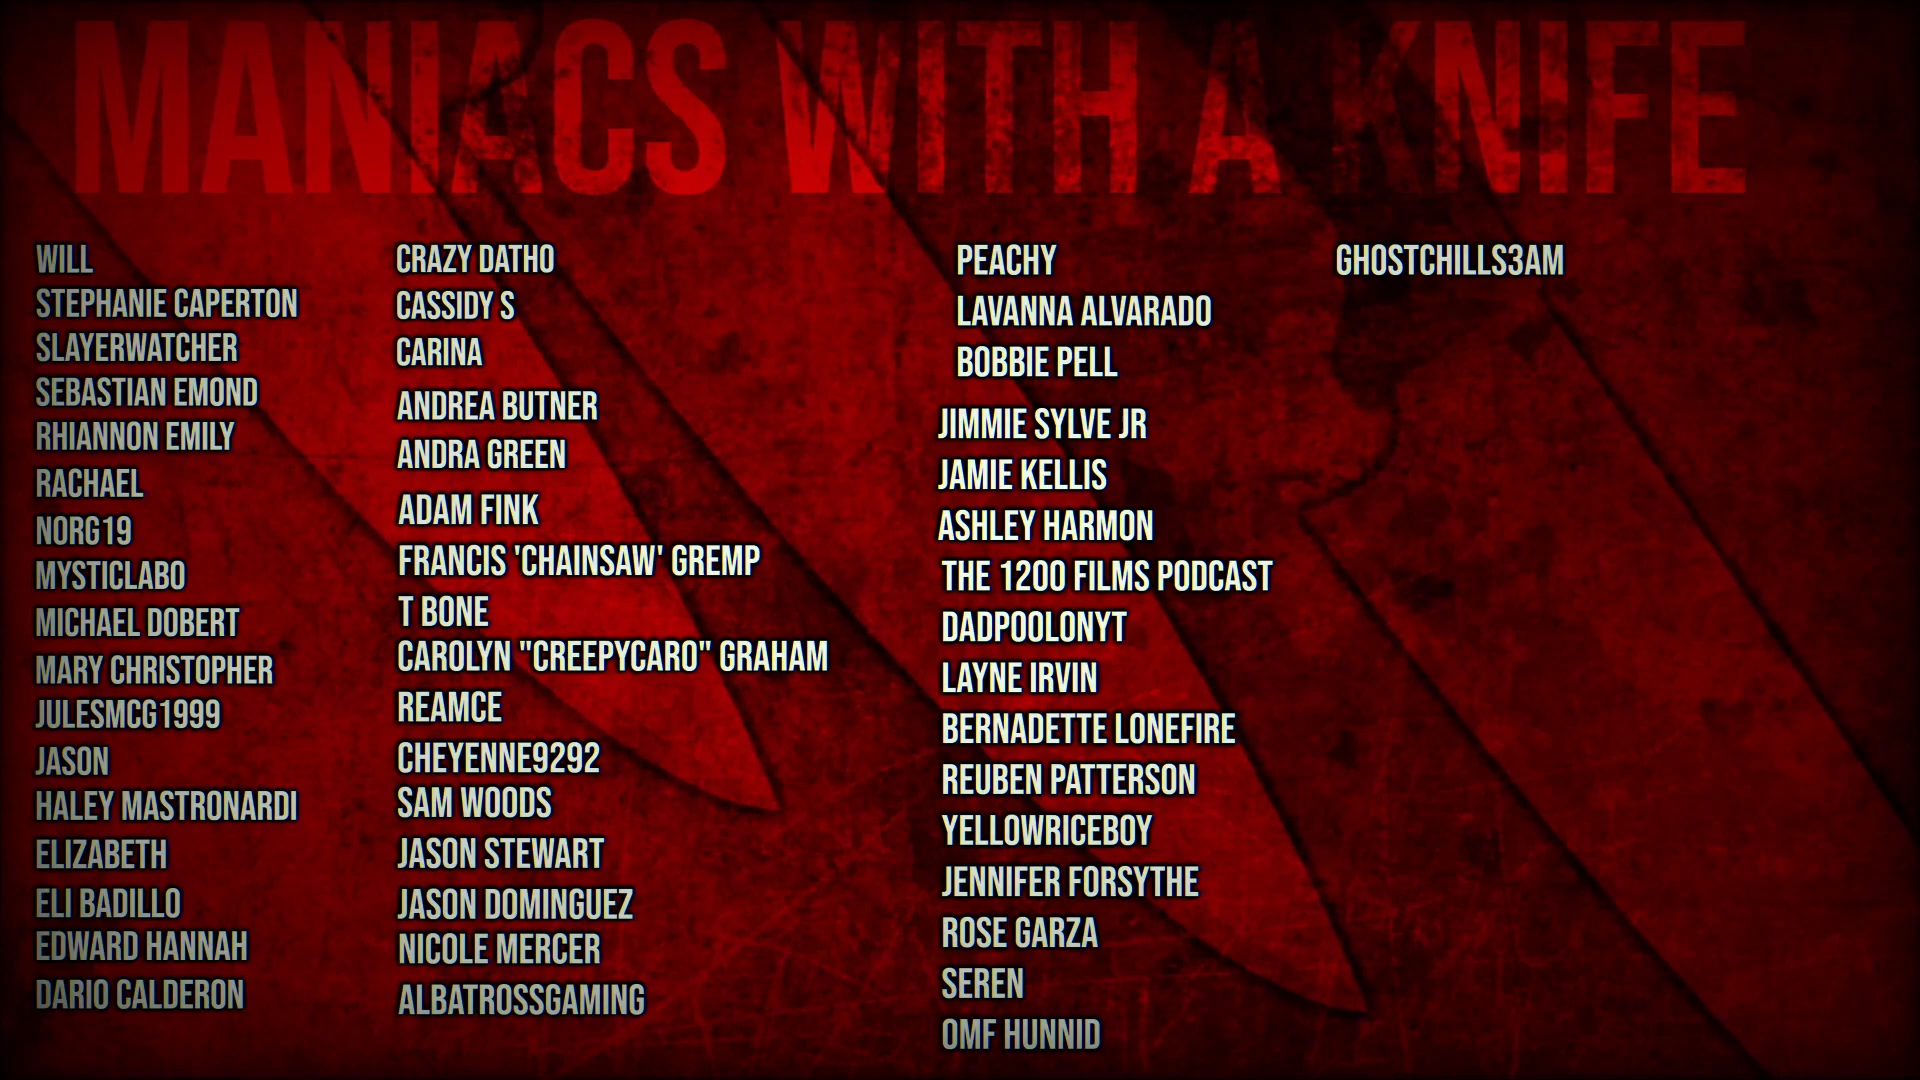 MANIACS WITH A KNIFE
WILL
STEPHANIE CAPERTON
SLAYERWATCHER
SEBASTIAN EMOND
RHIANNON EMILY
RACHAEL
NORG19
MYSTICLABO
MICHAEL DOBERT
MARY CHRISTOPHER
JULESMCG1999
JASON
HALEY MASTRONARDI
ELIZABETH
ELI BADILLO
EDWARD HANNAH
DARIO CALDERON
CRAZY DATHO
CASSIDY S
CARINA
ANDREA BUTNER
ANDRA GREEN
ADAM FINK
FRANCIS 'CHAINSAW' GREMP
T BONE
CAROLYN "CREEPYCARO" GRAHAM
REAMCE
CHEYENNE9292
SAM WOODS
JASON STEWART
JASON DOMINGUEZ
NICOLE MERCER
ALBATROSSGAMING
PEACHY
LAVANNA ALVARADO
BOBBIE PELL
JIMMIE SYLVE JR
JAMIE KELLIS
ASHLEY HARMON
THE 1200 FILMS PODCAST
DADPOOLONYT
LAYNE IRVIN
BERNADETTE LONEFIRE
REUBEN PATTERSON
YELLOWRICEBOY
JENNIFER FORSYTHE
ROSE GARZA
SEREN
OMF HUNNID
GHOSTCHILLS3AM